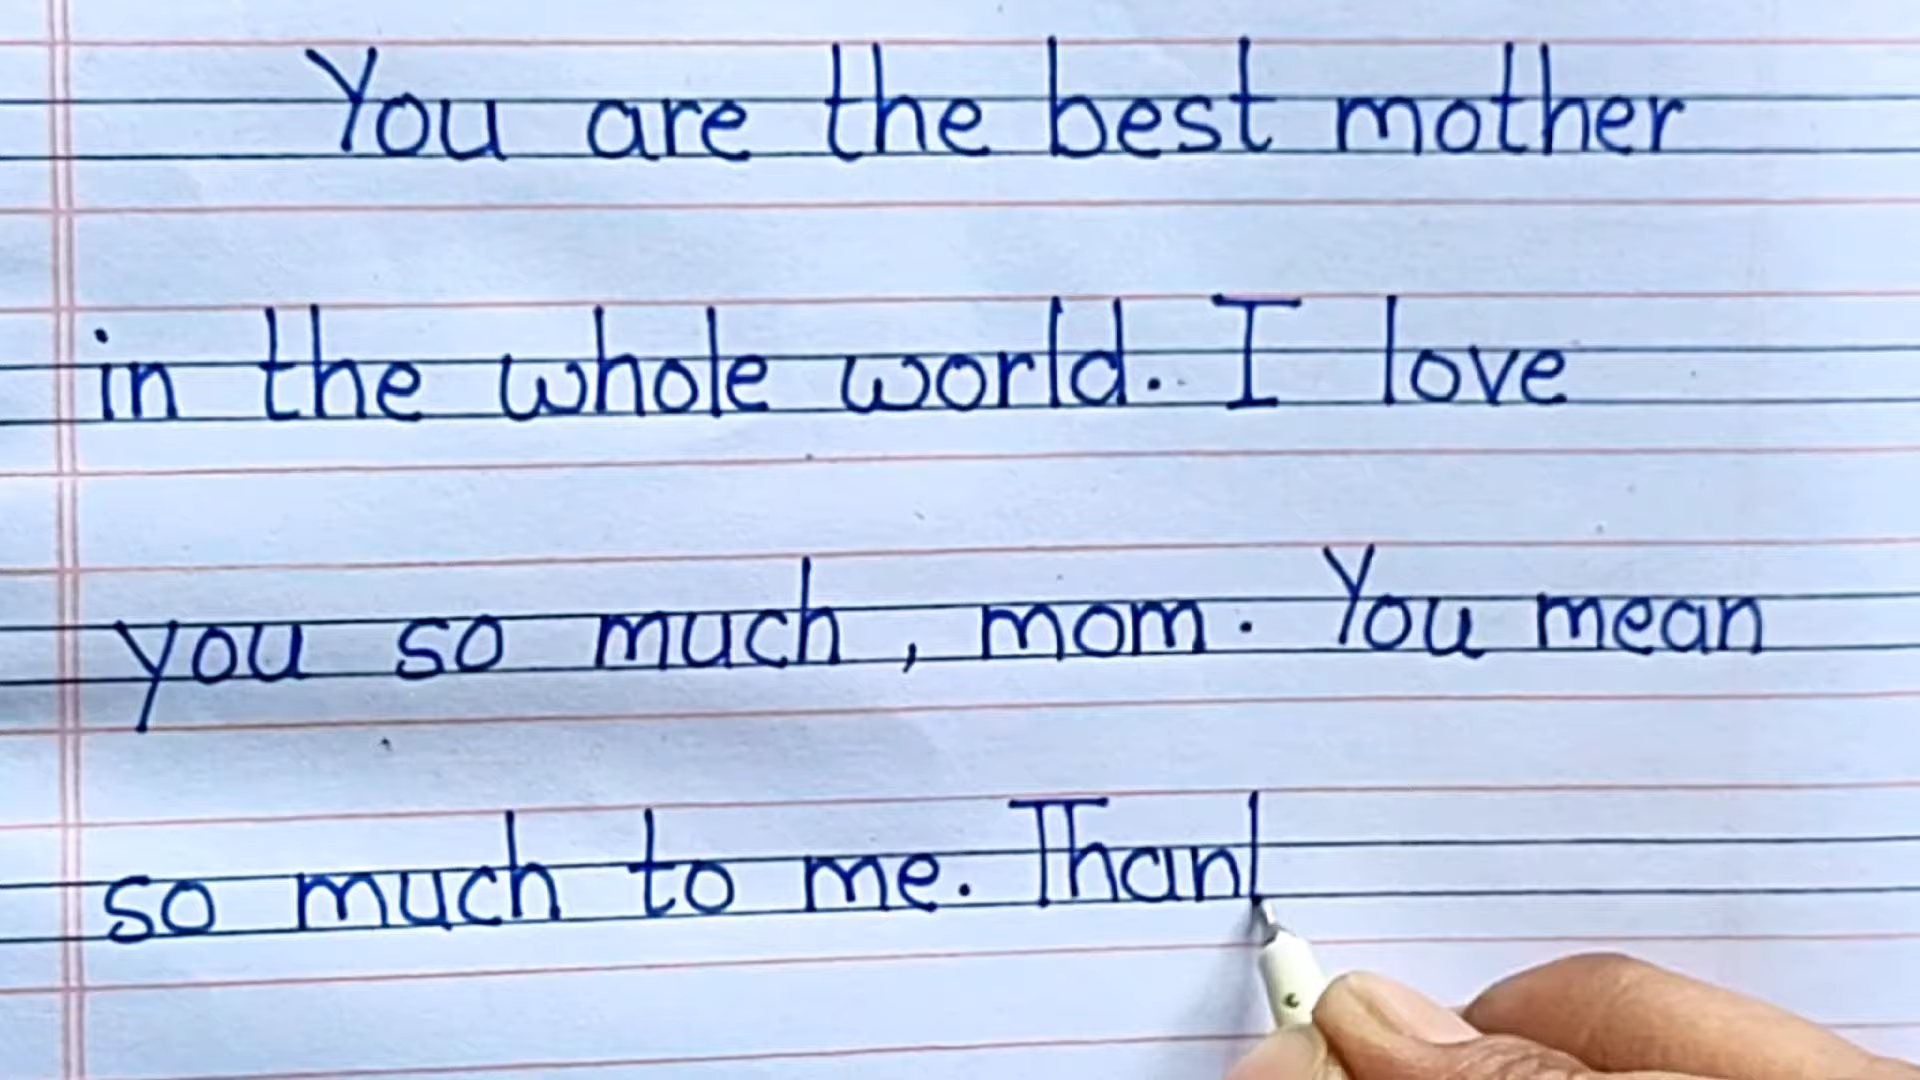 You are the best mother
in the whole world. I love
you so much, mom. You mean
so much to me. Thanl